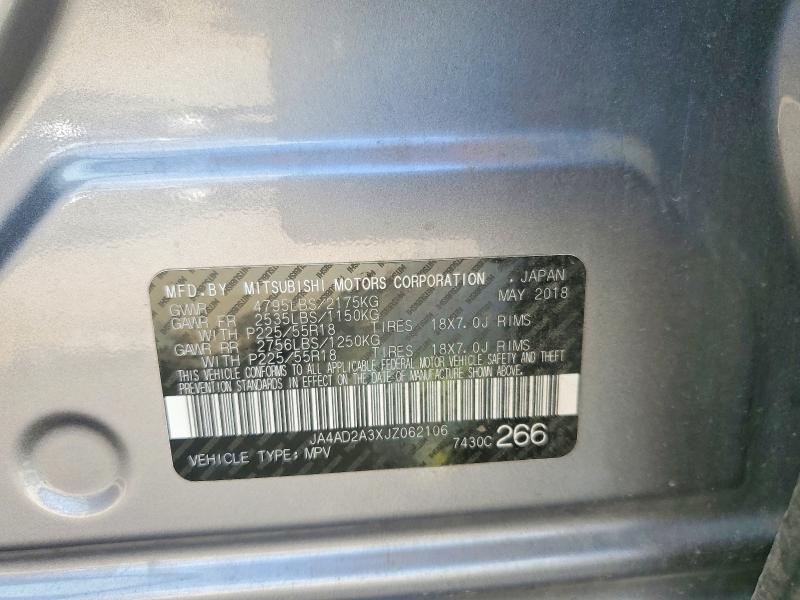 MFD.BY MITSUBISHI MOTORS CORPORATION . JAPAN
GVWR 4795LBS/2175KG MAY 2018
GAWR FR 2535LBS/1150KG
WITH P225/55R18 TIRES 18X7.0J RIMS
GAWR RR 2756LBS/1250KG
WITH P225/55R18 TIRES 18X7.0J RIMS
THIS VEHICLE CONFORMS TO ALL APPLICABLE FEDERAL MOTOR VEHICLE SAFETY AND THEFT
PREVENTION STANDARDS IN EFFECT ON THE DATE OF MANUFACTURE SHOWN ABOVE.
JA4AD2A3XJZ062106 7430C 266
VEHICLE TYPE: MPV